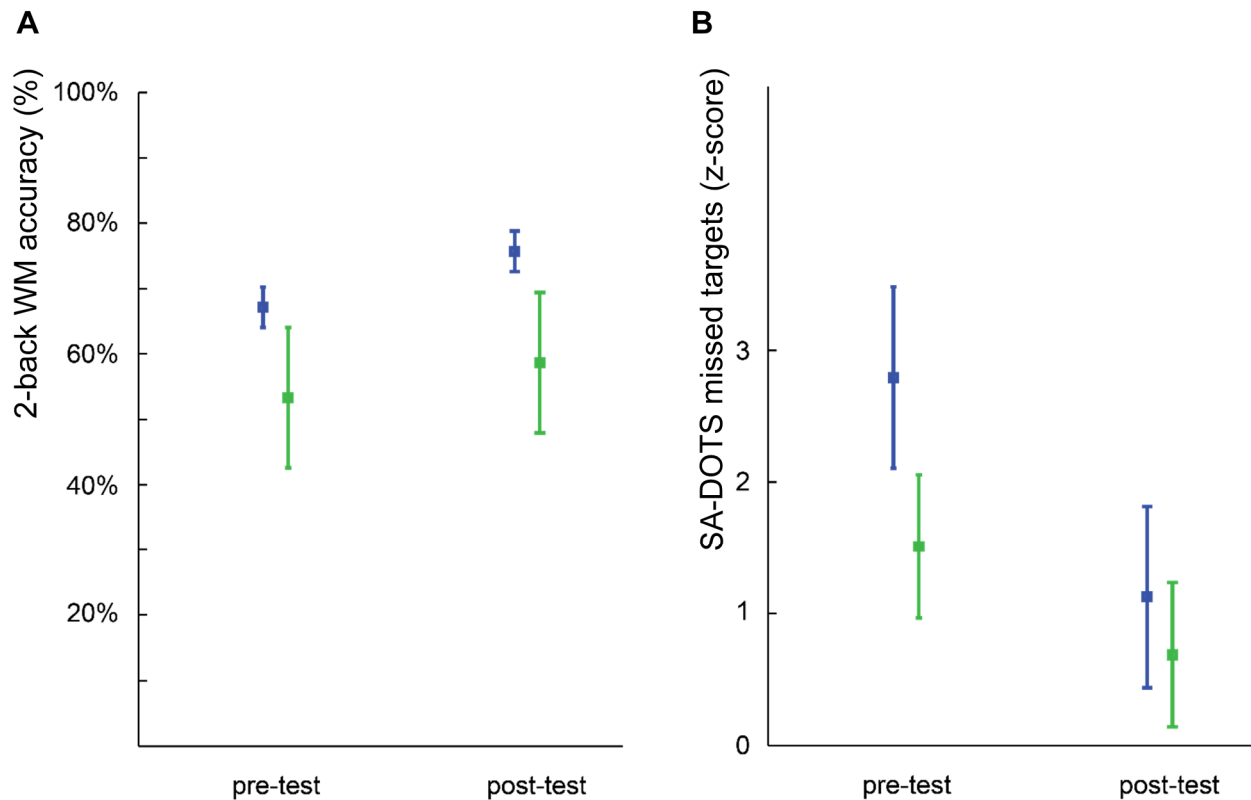 A
2-back WM accuracy (%)
100%
80%
60%
40%
20%
pre-test
post-test
B
SA-DOTS missed targets (z-score)
3
2
1
0
pre-test
post-test